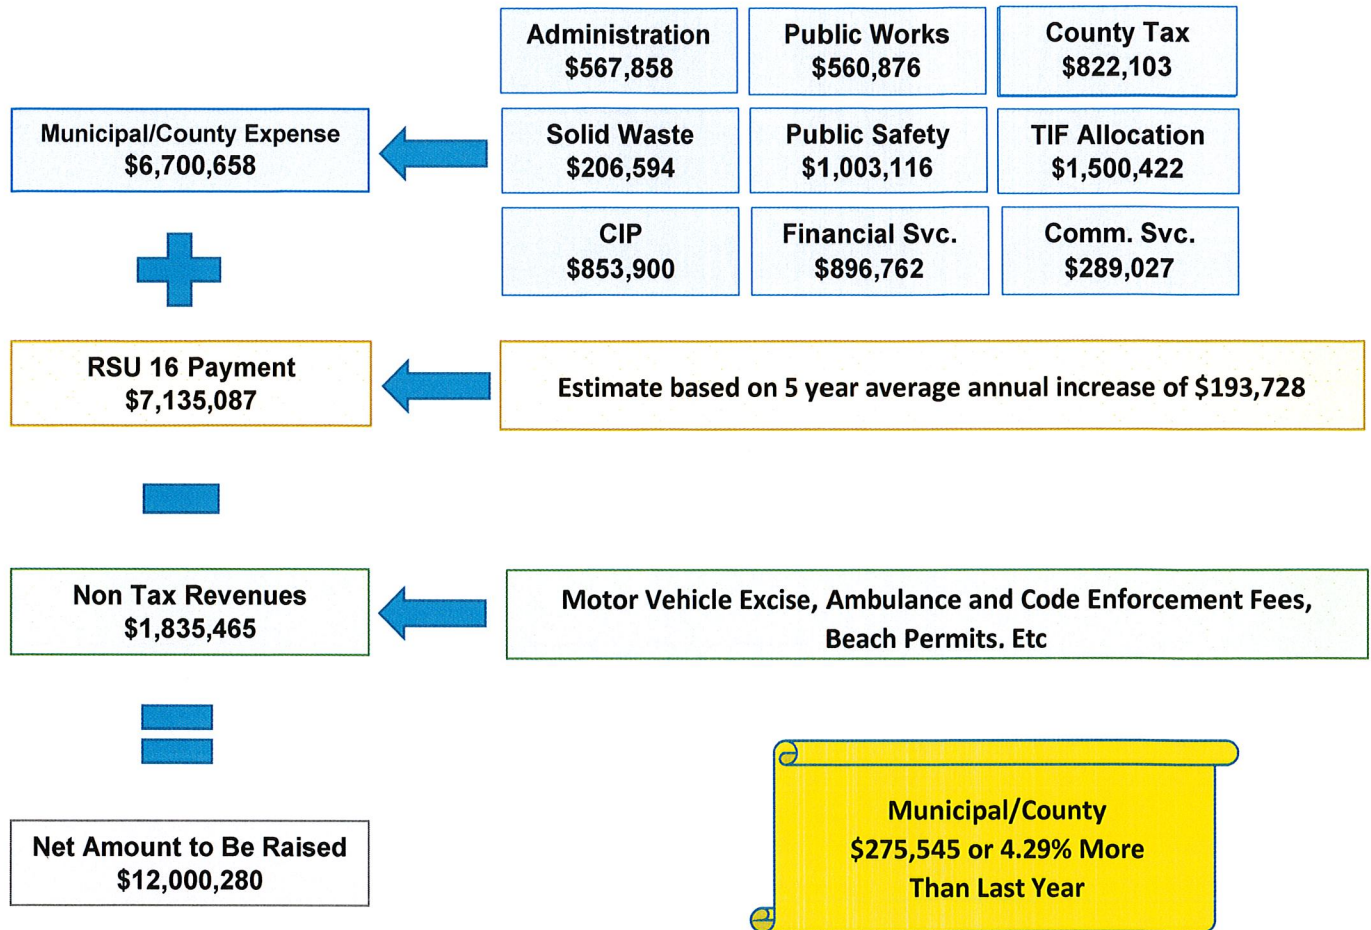 Administration
$567,858
Public Works
$560,876
County Tax
$822,103
Municipal/County Expense
$6,700,658
Solid Waste
$206,594
Public Safety
$1,003,116
TIF Allocation
$1,500,422
CIP
$853,900
Financial Svc.
$896,762
Comm. Svc.
$289,027
RSU 16 Payment
$7,135,087
Estimate based on 5 year average annual increase of $193,728
Non Tax Revenues
$1,835,465
Motor Vehicle Excise, Ambulance and Code Enforcement Fees,
Beach Permits. Etc
Net Amount to Be Raised
$12,000,280
Municipal/County
$275,545 or 4.29% More
Than Last Year